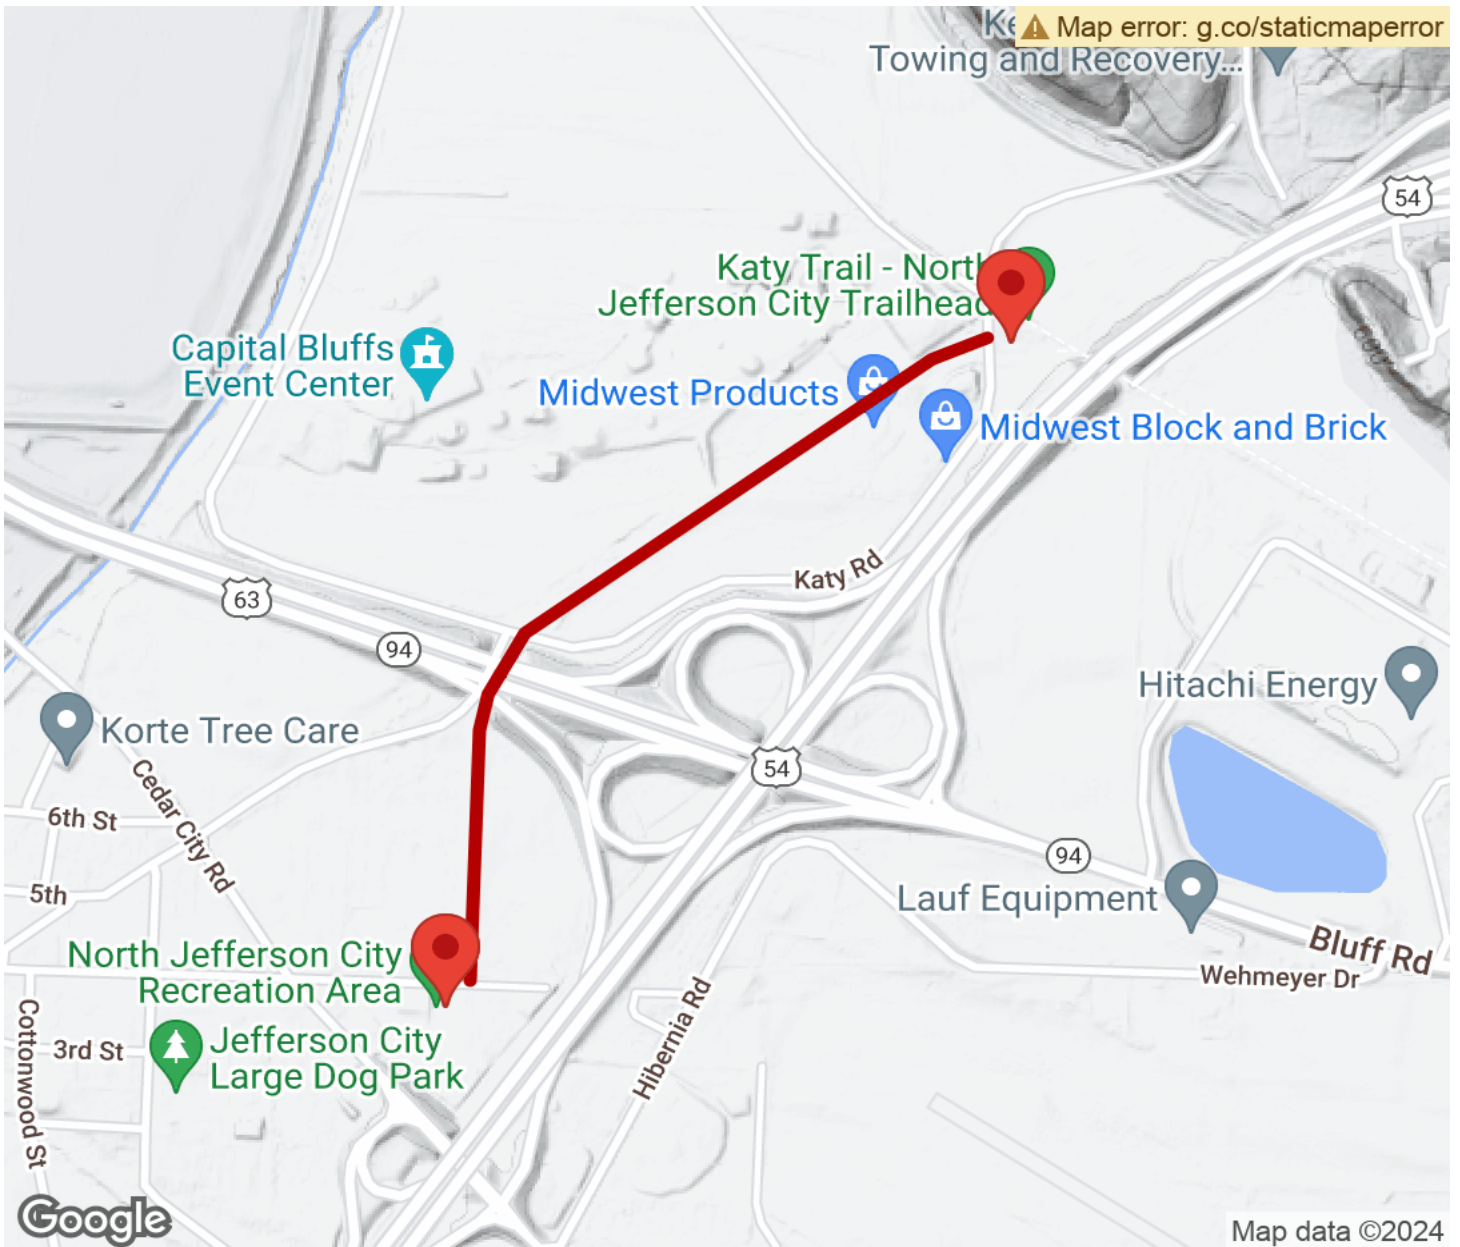 Map error: g.co/staticmaperror
Towing and Recovery...
54
Katy Trail - North
Jefferson City Trailhead
Capital Bluffs
Event Center
Midwest Products
Midwest Block and Brick
Katy Rd
63
94
Hitachi Energy
Korte Tree Care
54
Cedar City Rd
6th St
94
5th
Lauf Equipment
Bluff Rd
North Jefferson City
Recreation Area
Wehmeyer Dr
Cottonwood St
3rd St
Jefferson City
Large Dog Park
Hibernia Rd
Google
Map data ©2024